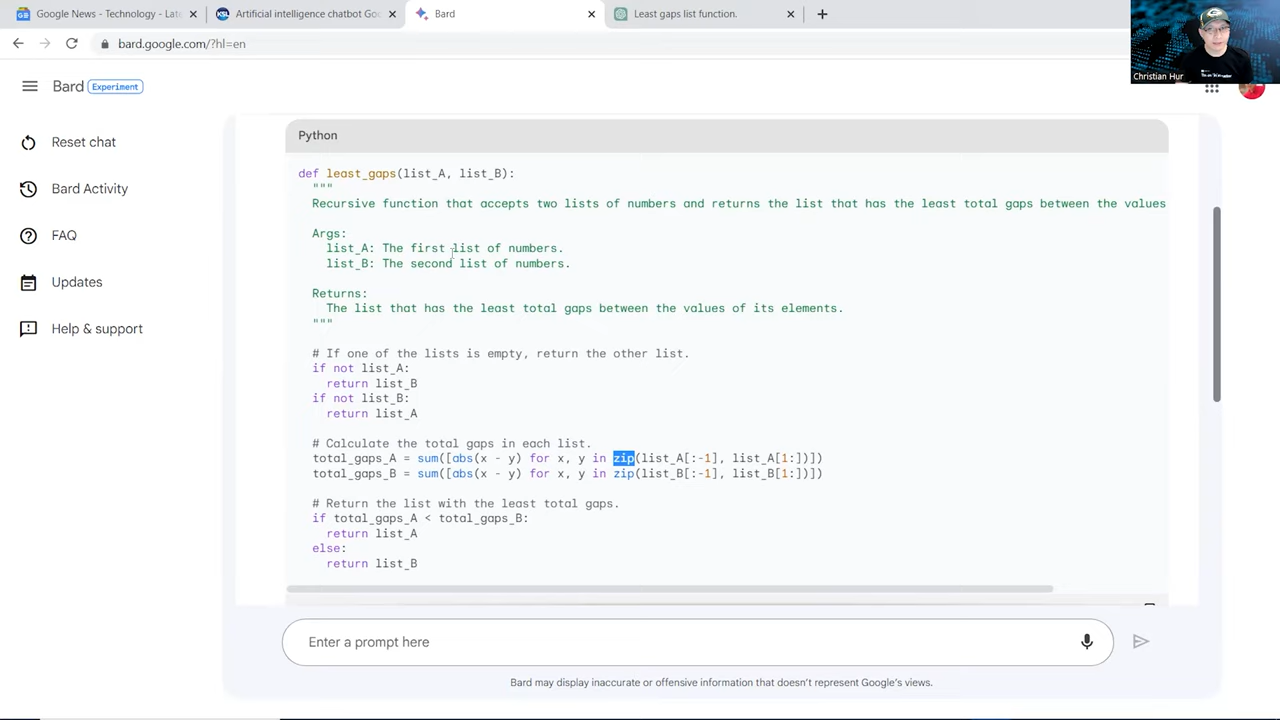 Google News - Technology - Late
Artificial intelligence chatbot Goo
Bard
Least gaps list function.
bard.google.com/?hl=en
Christian Hur
Bard Experiment
Reset chat
Bard Activity
FAQ
Updates
Help & support
Python
def least_gaps(list_A, list_B):
"""
Recursive function that accepts two lists of numbers and returns the list that has the least total gaps between the values
Args:
list_A: The first list of numbers.
list_B: The second list of numbers.
Returns:
The list that has the least total gaps between the values of its elements.
"""
# If one of the lists is empty, return the other list.
if not list_A:
return list_B
if not list_B:
return list_A
# Calculate the total gaps in each list.
total_gaps_A = sum([abs(x - y) for x, y in zip(list_A[:-1], list_A[1:])])
total_gaps_B = sum([abs(x - y) for x, y in zip(list_B[:-1], list_B[1:])])
# Return the list with the least total gaps.
if total_gaps_A < total_gaps_B:
return list_A
else:
return list_B
Enter a prompt here
Bard may display inaccurate or offensive information that doesn't represent Google's views.